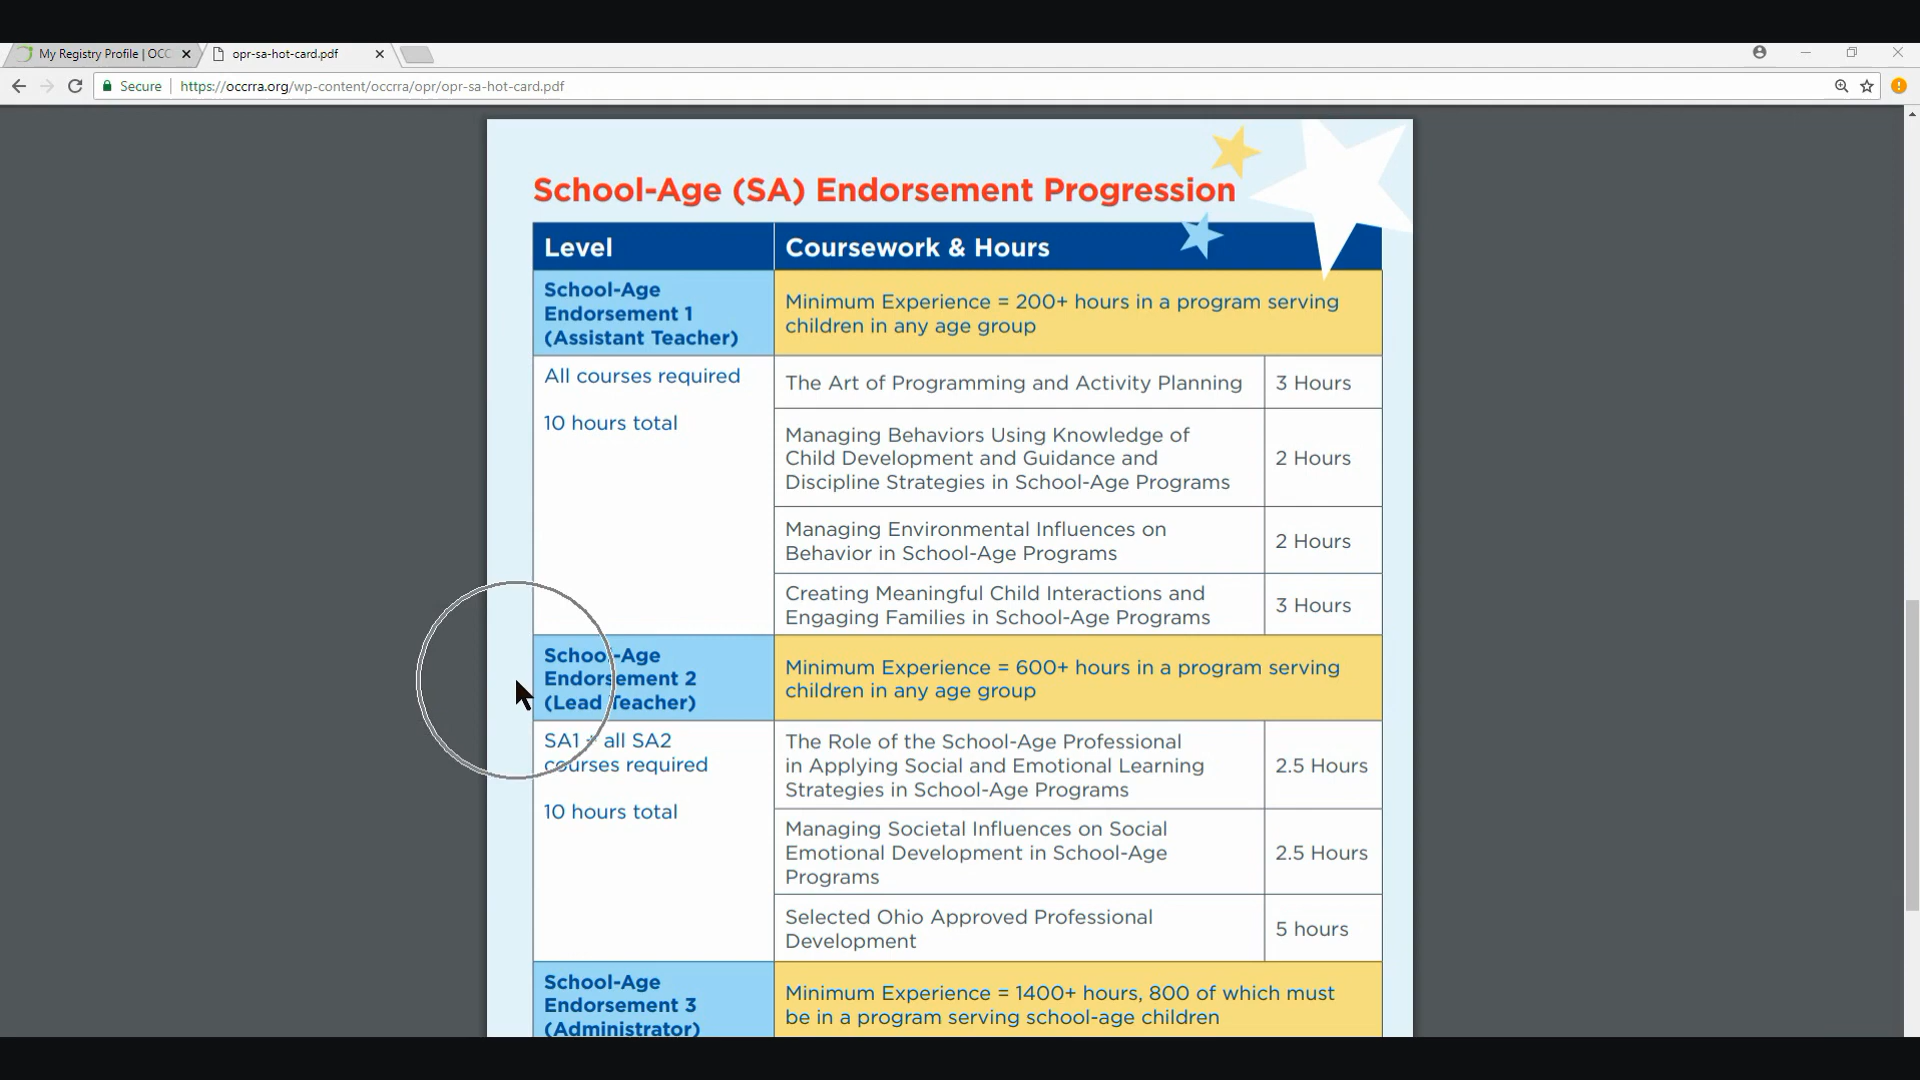 My Registry Profile | OCC
opr-sa-hot-card.pdf
Secure
https://occrra.org/wp-content/occrra/opr/opr-sa-hot-card.pdf
School-Age (SA) Endorsement Progression
Level
Coursework & Hours
School-Age
Endorsement 1
(Assistant Teacher)
Minimum Experience = 200+ hours in a program serving
children in any age group
All courses required
10 hours total
The Art of Programming and Activity Planning
3 Hours
Managing Behaviors Using Knowledge of
Child Development and Guidance and
Discipline Strategies in School-Age Programs
2 Hours
Managing Environmental Influences on
Behavior in School-Age Programs
2 Hours
Creating Meaningful Child Interactions and
Engaging Families in School-Age Programs
3 Hours
School-Age
Endorsement 2
(Lead Teacher)
Minimum Experience = 600+ hours in a program serving
children in any age group
SA1 + all SA2
courses required
10 hours total
The Role of the School-Age Professional
in Applying Social and Emotional Learning
Strategies in School-Age Programs
2.5 Hours
Managing Societal Influences on Social
Emotional Development in School-Age
Programs
2.5 Hours
Selected Ohio Approved Professional
Development
5 hours
School-Age
Endorsement 3
(Administrator)
Minimum Experience = 1400+ hours, 800 of which must
be in a program serving school-age children